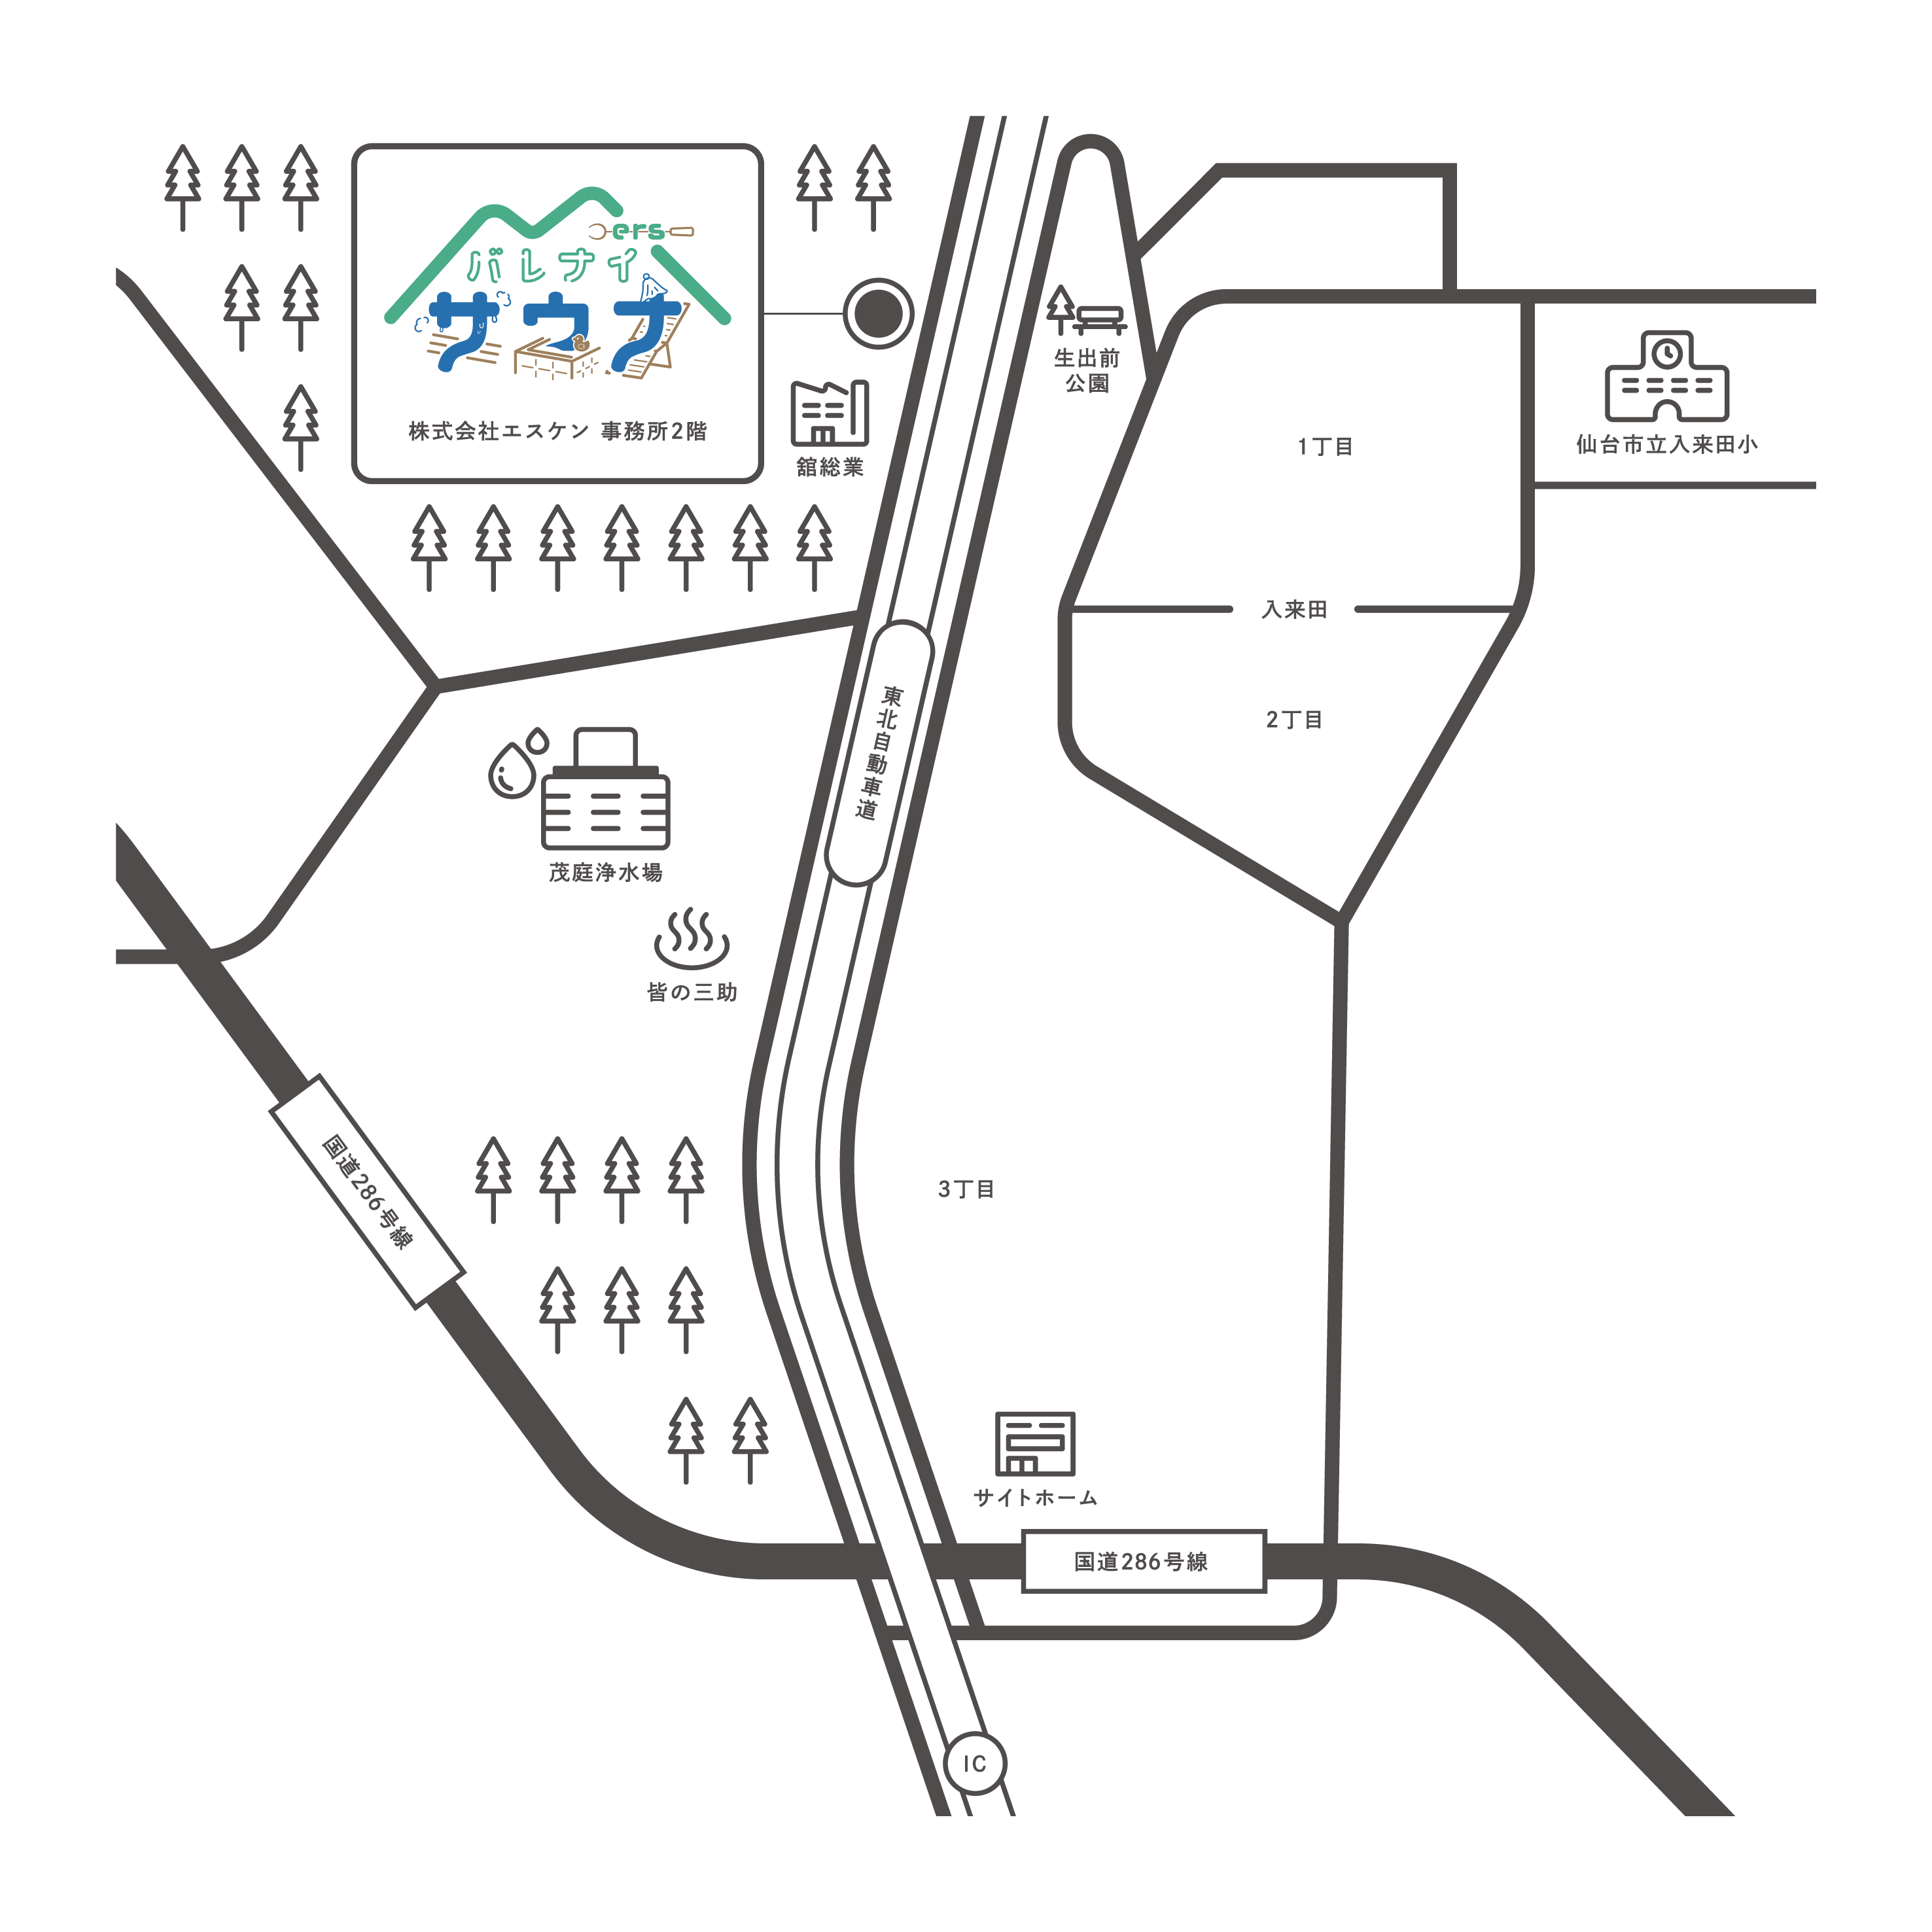 ers
バレナイ
サウナ
株式会社エスケン 事務所2階
舘総業
生出前
公園
1丁目
仙台市立入来田小
入来田
2丁目
東北自動車道
茂庭浄水場
皆の三助
国道286号線
3丁目
サイトホーム
国道286号線
IC